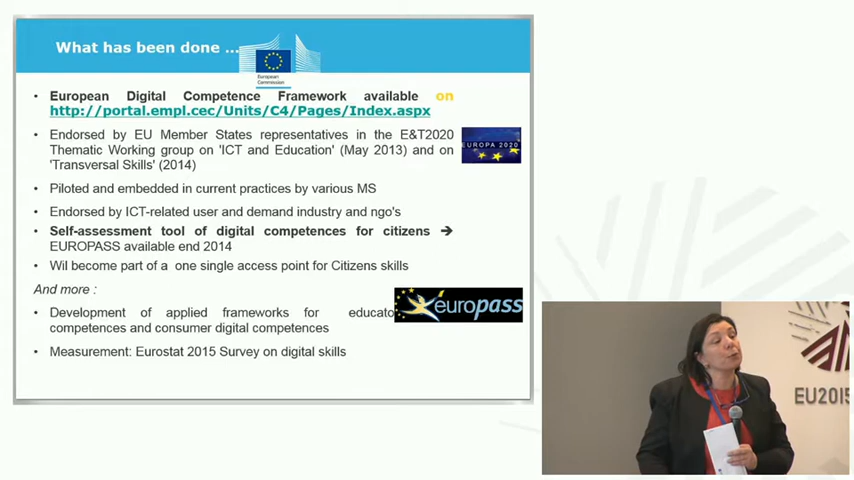 What has been done ...
European
Commission
• European Digital Competence Framework available on
http://portal.empl.cec/Units/C4/Pages/Index.aspx
• Endorsed by EU Member States representatives in the E&T2020
Thematic Working group on 'ICT and Education' (May 2013) and on
'Transversal Skills' (2014)
EUROPA 2020
• Piloted and embedded in current practices by various MS
• Endorsed by ICT-related user and demand industry and ngo's
• Self-assessment tool of digital competences for citizens ➔
EUROPASS available end 2014
• Wil become part of a one single access point for Citizens skills
And more :
• Development of applied frameworks for educato
competences and consumer digital competences
europass
• Measurement: Eurostat 2015 Survey on digital skills
EU2015